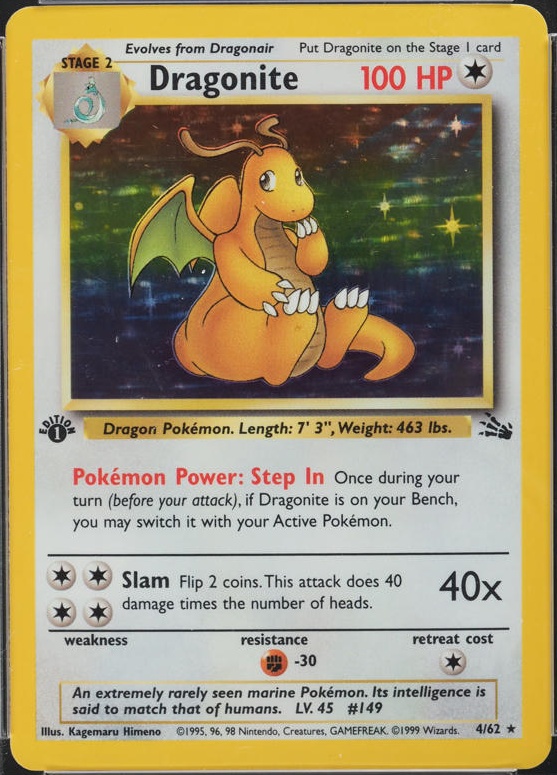 Evolves from Dragonair Put Dragonite on the Stage 1 card
STAGE 2
Dragonite 100 HP
EDITION
1
Dragon Pokémon. Length: 7' 3", Weight: 463 lbs.
Pokémon Power: Step In Once during your
turn (before your attack), if Dragonite is on your Bench,
you may switch it with your Active Pokémon.
Slam Flip 2 coins. This attack does 40
damage times the number of heads.
40x
weakness resistance retreat cost
-30
An extremely rarely seen marine Pokémon. Its intelligence is
said to match that of humans. LV. 45 #149
Illus. Kagemaru Himeno ©1995, 96, 98 Nintendo, Creatures, GAMEFREAK. ©1999 Wizards. 4/62 ★